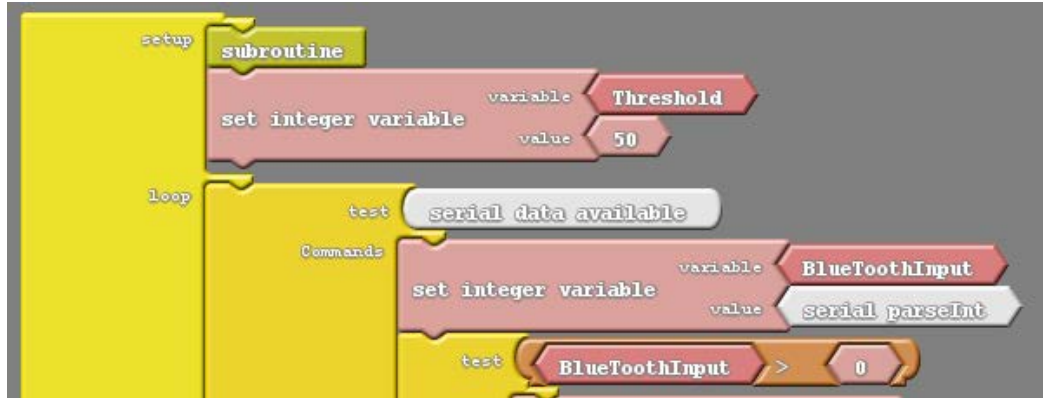 setup
subroutine
set integer variable
variable Threshold
value 50
loop
test serial data available
Commands
set integer variable
variable BlueToothInput
value serial parseInt
test BlueToothInput > 0